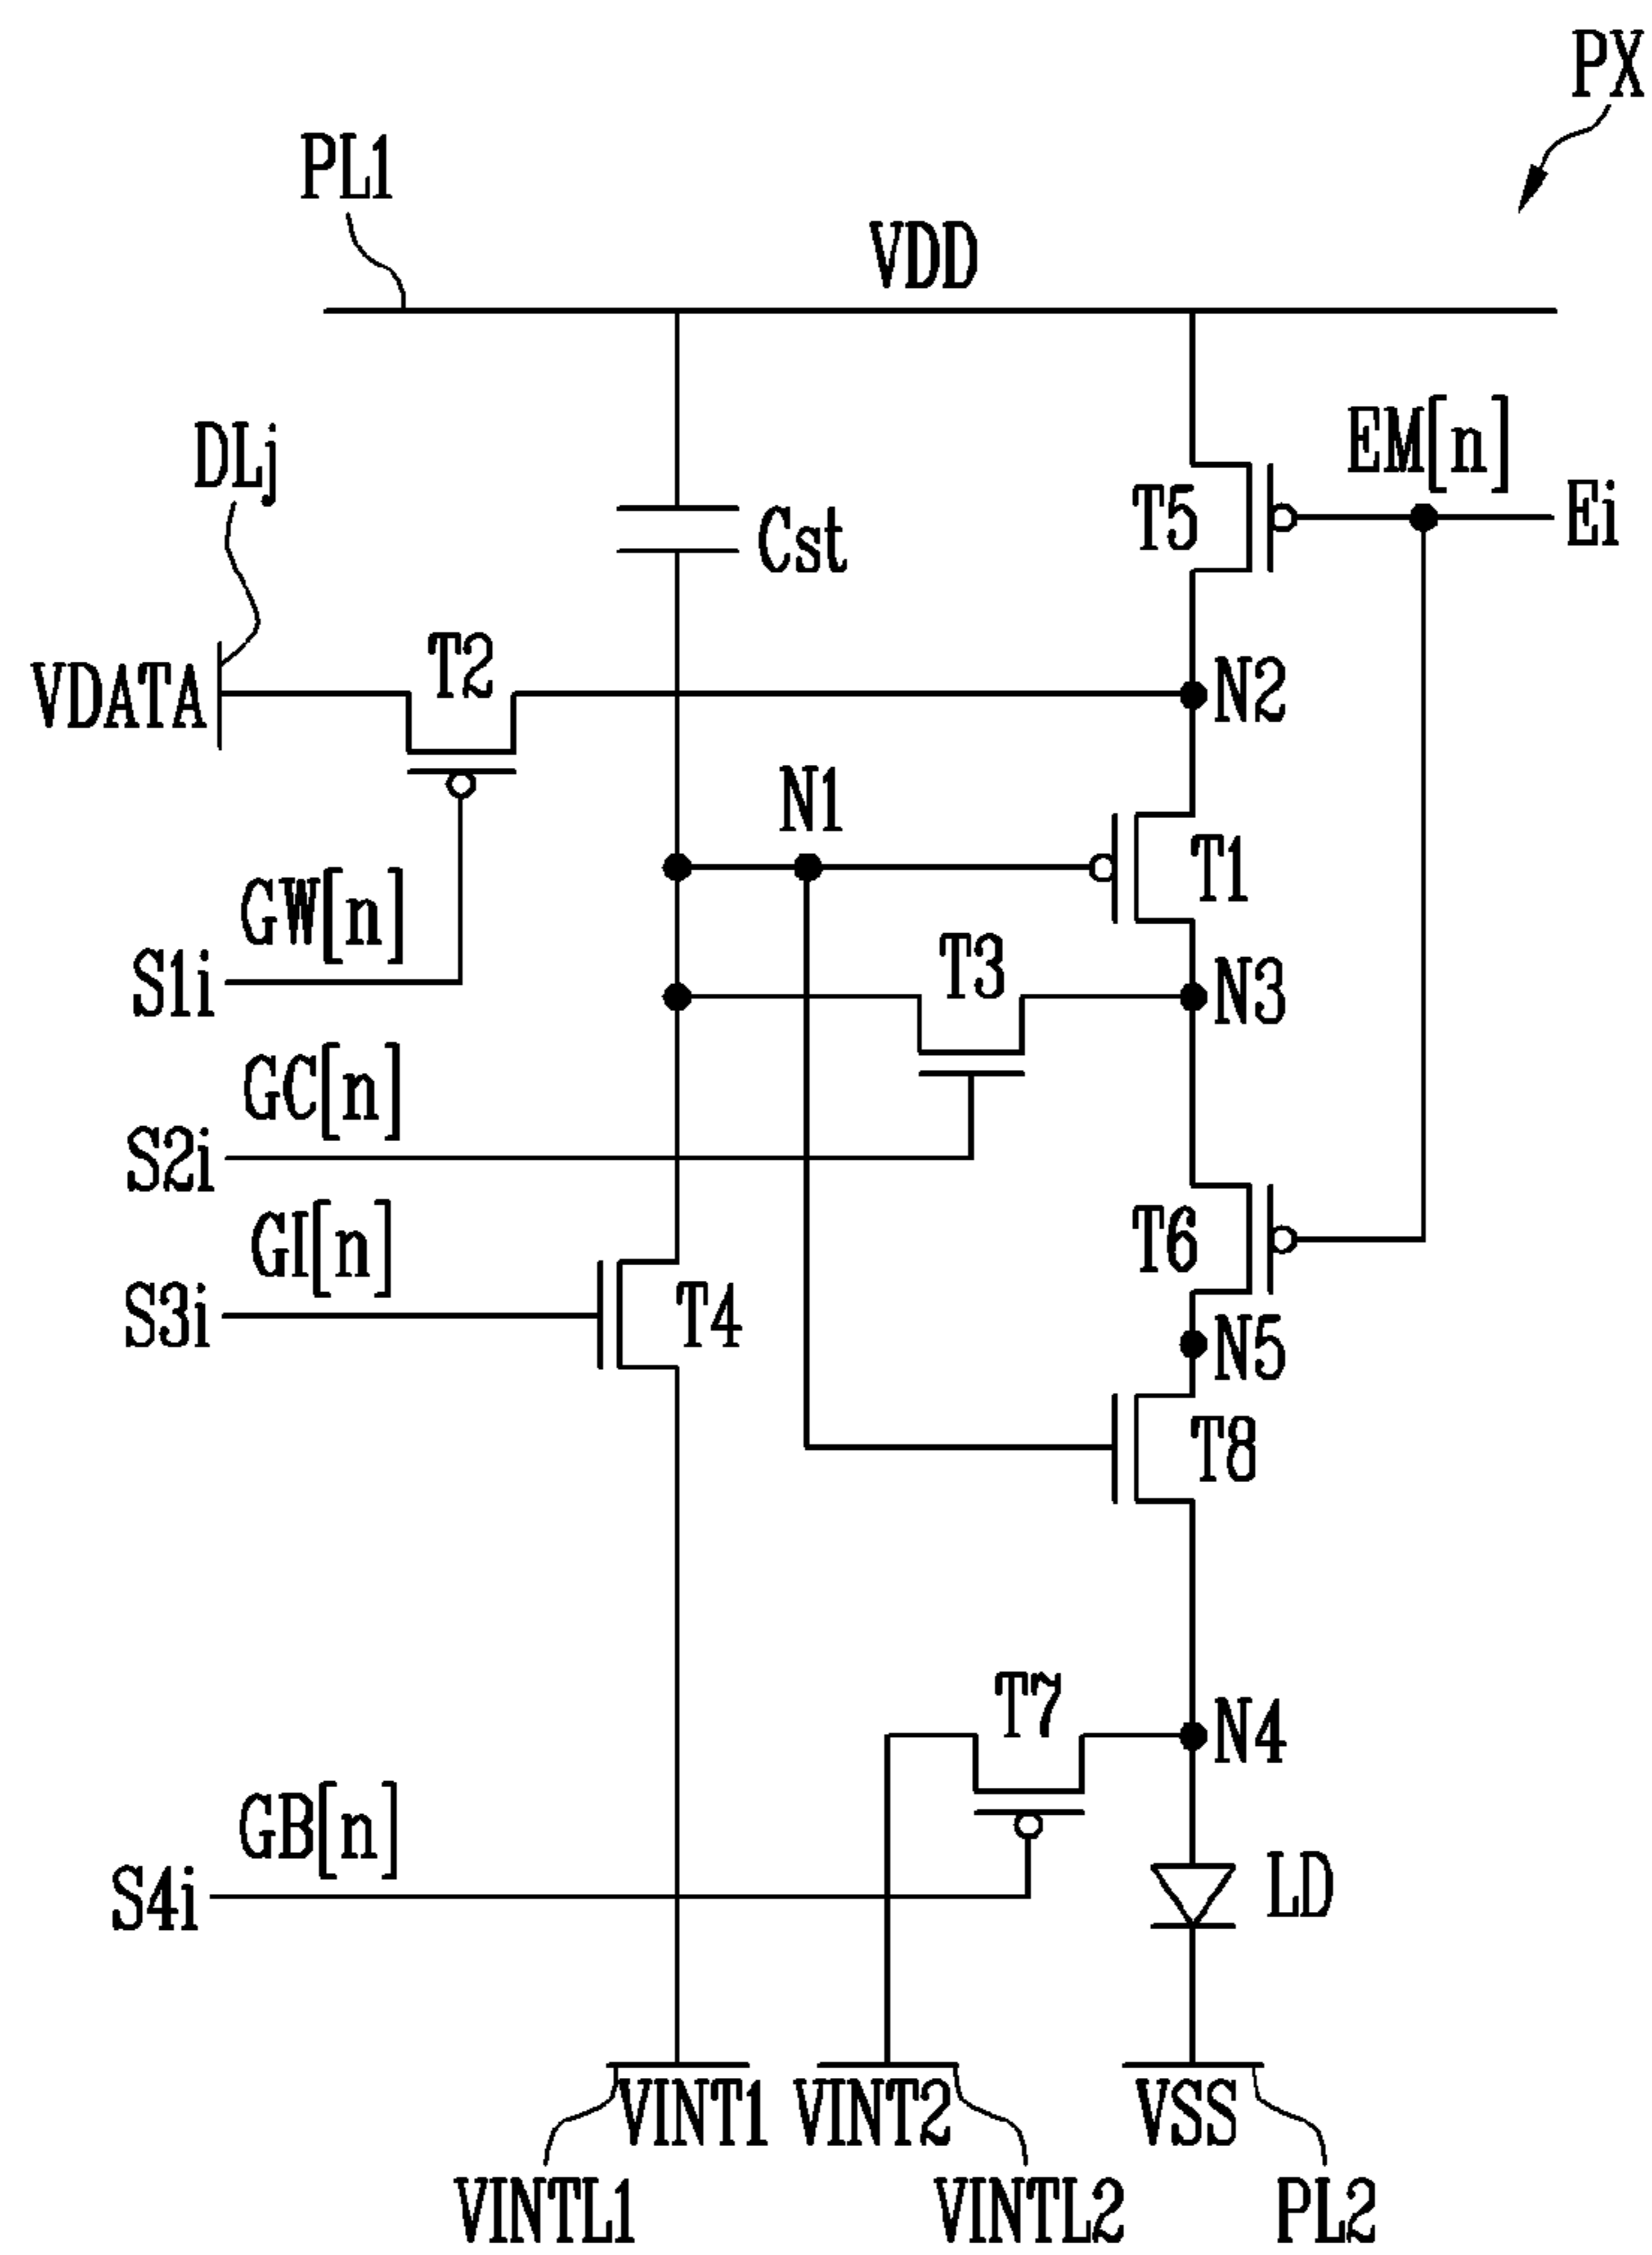 PX
PL1
VDD
DLj
EM[n]
Ei
T5
Cst
T2
VDATA
N2
N1
T1
GW[n]
S1i
T3
N3
GC[n]
S2i
GI[n]
S3i
T4
T6
N5
T8
T7
N4
GB[n]
S4i
LD
VINT1
VINT2
VSS
VINTL1
VINTL2
PL2